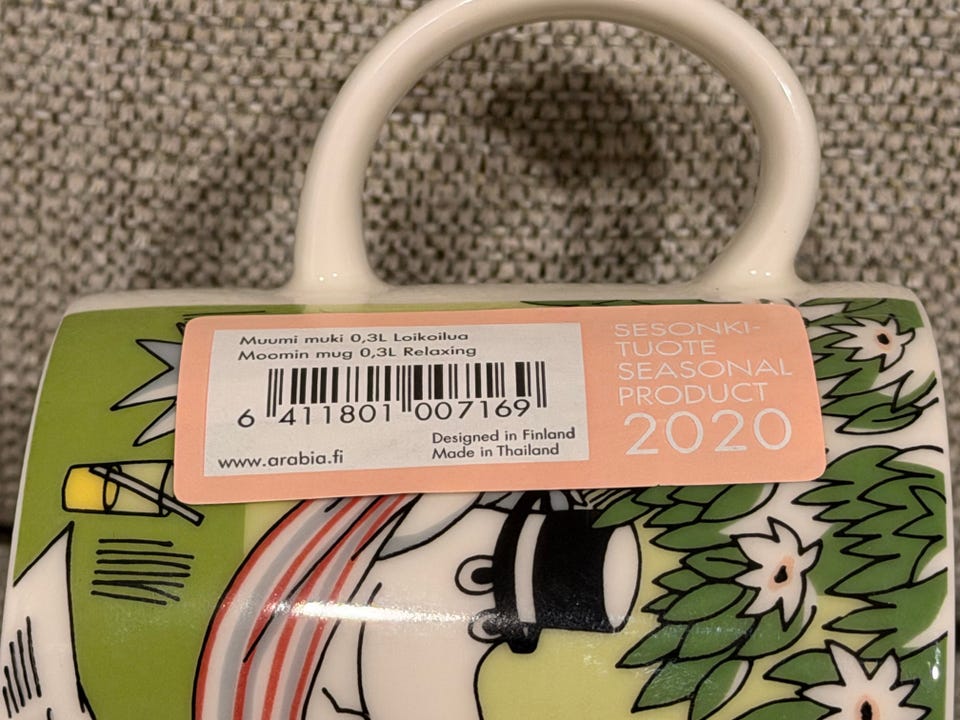 Muumi muki 0,3L Loikoilua
Moomin mug 0,3L Relaxing
6 411801 007169
Designed in Finland
Made in Thailand
www.arabia.fi
SESONKI-
TUOTE
SEASONAL
PRODUCT
2020